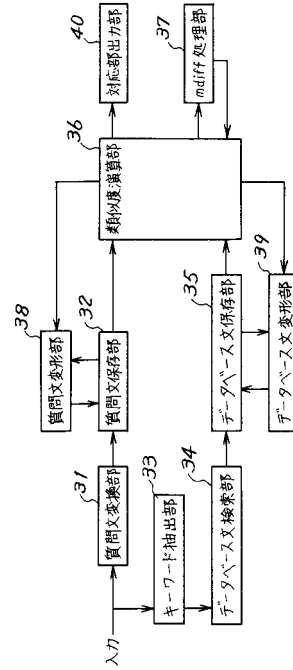 入力
31
質問文変換部
33
キーワード抽出部
34
データベース文検索部
38
質問文変形部
32
質問文保存部
35
データベース文保存部
39
データベース文変形部
36
類似度演算部
40
対応部出力部
37
mdiff処理部